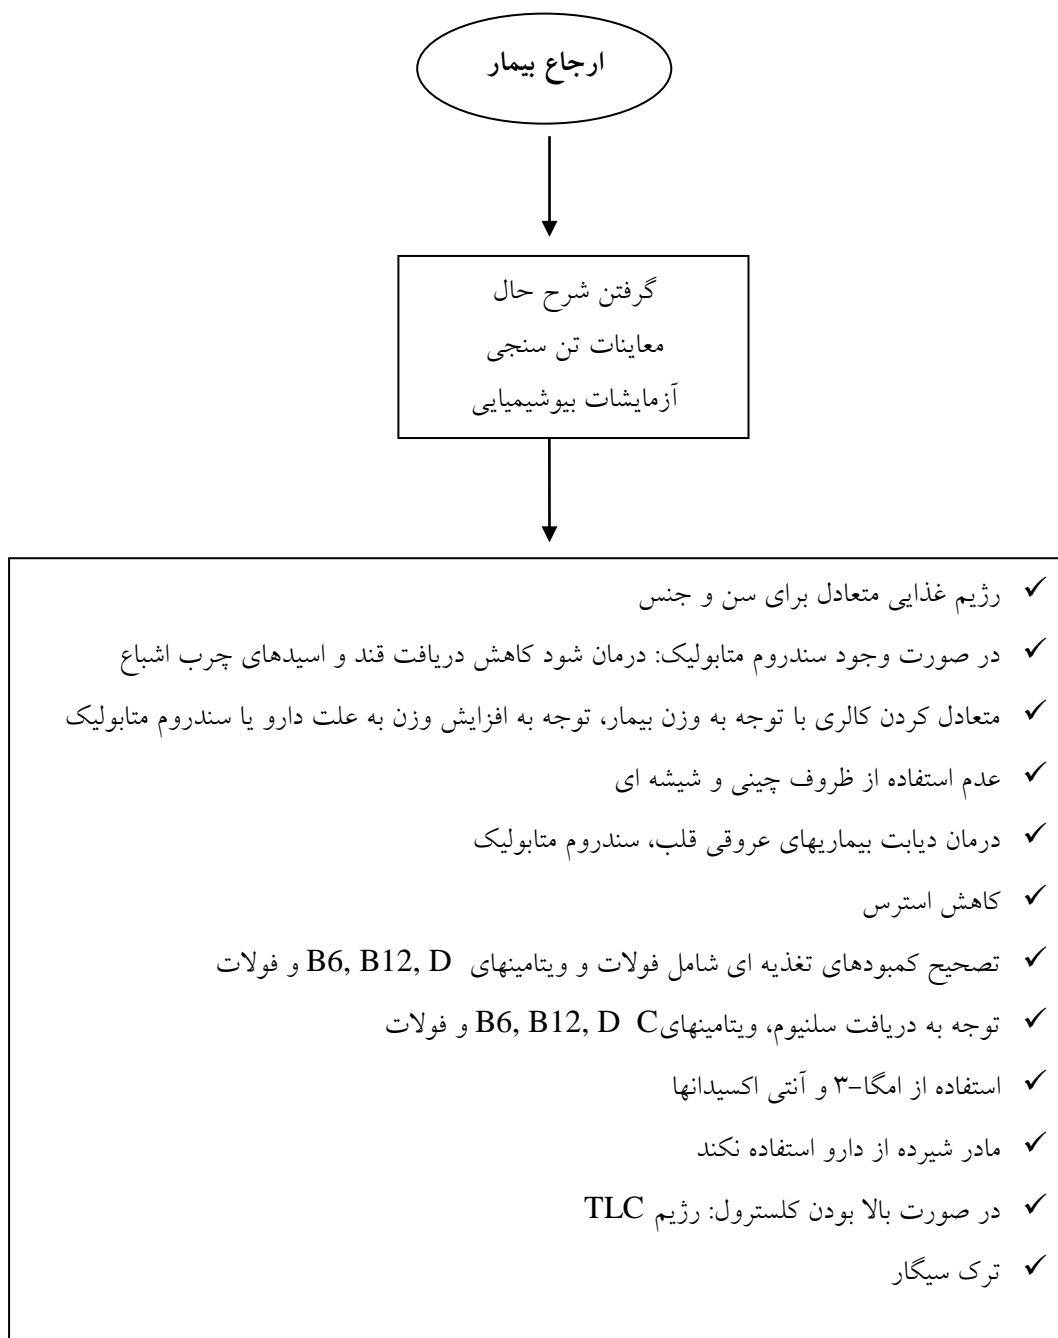 ارجاع بیمار
گرفتن شرح حال
معاینات تن سنجی
آزمایشات بیوشیمیایی
✓ رژیم غذایی متعادل برای سن و جنس
✓ در صورت وجود سندروم متابولیک: درمان شود کاهش دریافت قند و اسیدهای چرب اشباع
✓ متعادل کردن کالری با توجه به وزن بیمار، توجه به افزایش وزن به علت دارو یا سندروم متابولیک
✓ عدم استفاده از ظروف چینی و شیشه ای
✓ درمان دیابت بیماریهای عروقی قلب، سندروم متابولیک
✓ کاهش استرس
✓ تصحیح کمبودهای تغذیه ای شامل فولات و ویتامینهای B6, B12, D و فولات
✓ توجه به دریافت سلنیوم، ویتامینهای B6, B12, D C و فولات
✓ استفاده از امگا-۳ و آنتی اکسیدانها
✓ مادر شیرده از دارو استفاده نکند
✓ در صورت بالا بودن کلسترول: رژیم TLC
✓ ترک سیگار